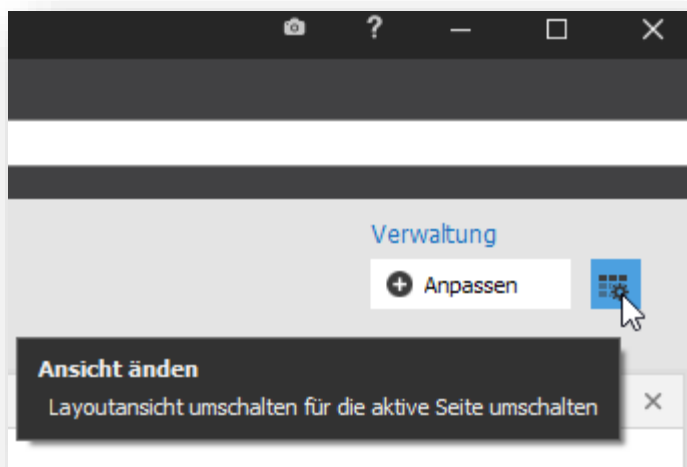 ?
Verwaltung
Anpassen
Ansicht änden
Layoutansicht umschalten für die aktive Seite umschalten